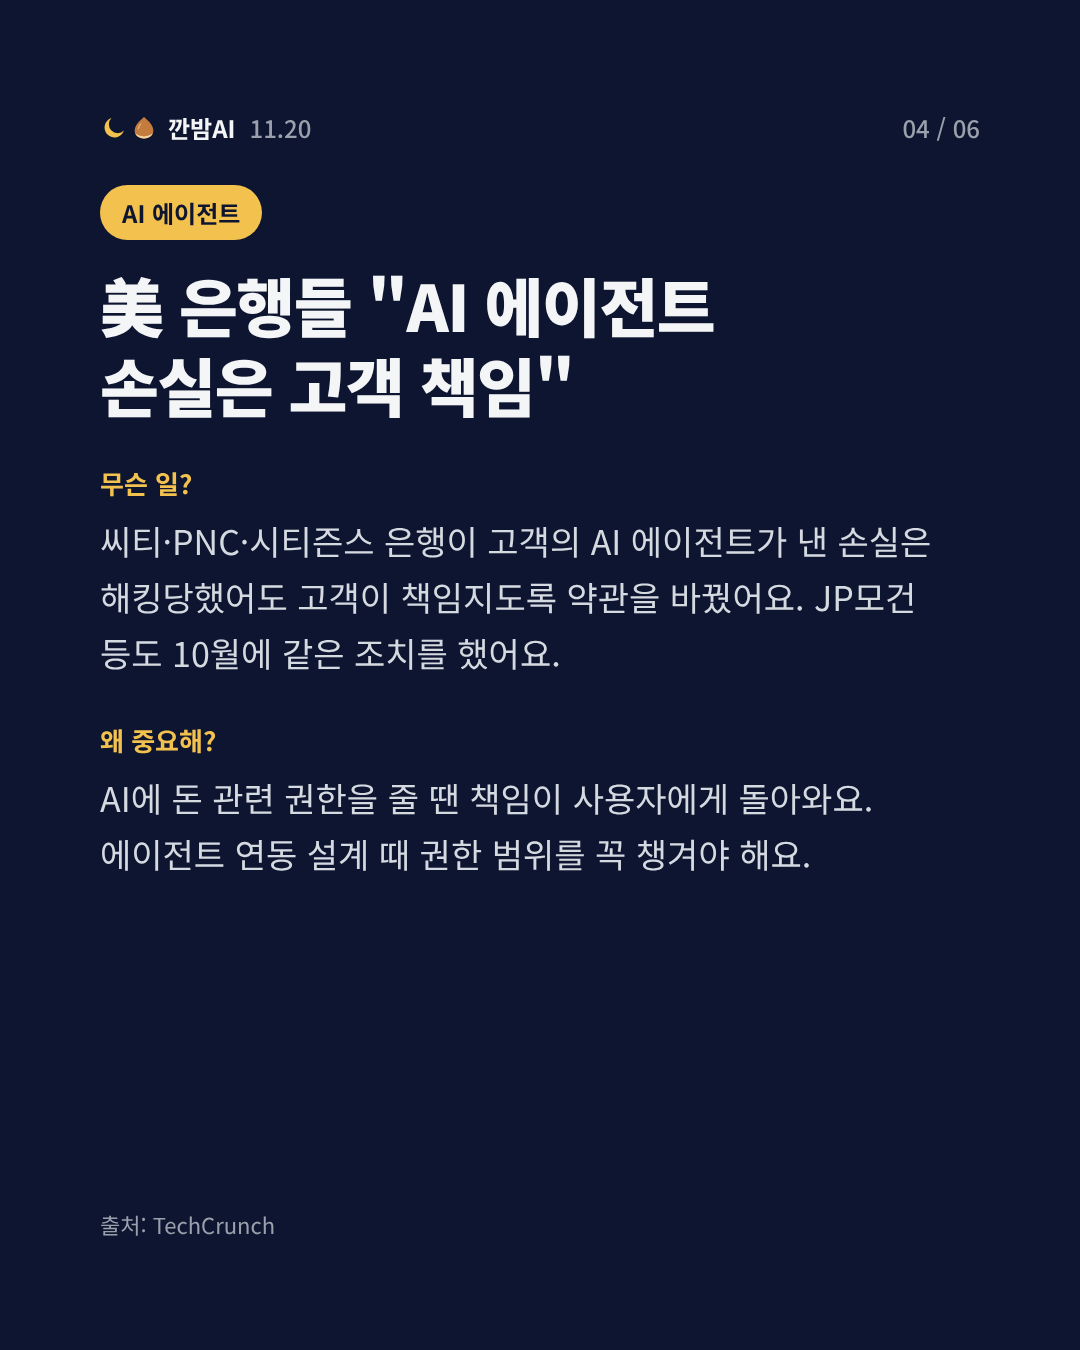 깐밤AI 11.20
04 / 06
AI 에이전트
美 은행들 "AI 에이전트
손실은 고객 책임"
무슨 일?
씨티·PNC·시티즌스 은행이 고객의 AI 에이전트가 낸 손실은
해킹당했어도 고객이 책임지도록 약관을 바꿨어요. JP모건
등도 10월에 같은 조치를 했어요.
왜 중요해?
AI에 돈 관련 권한을 줄 땐 책임이 사용자에게 돌아와요.
에이전트 연동 설계 때 권한 범위를 꼭 챙겨야 해요.
출처: TechCrunch